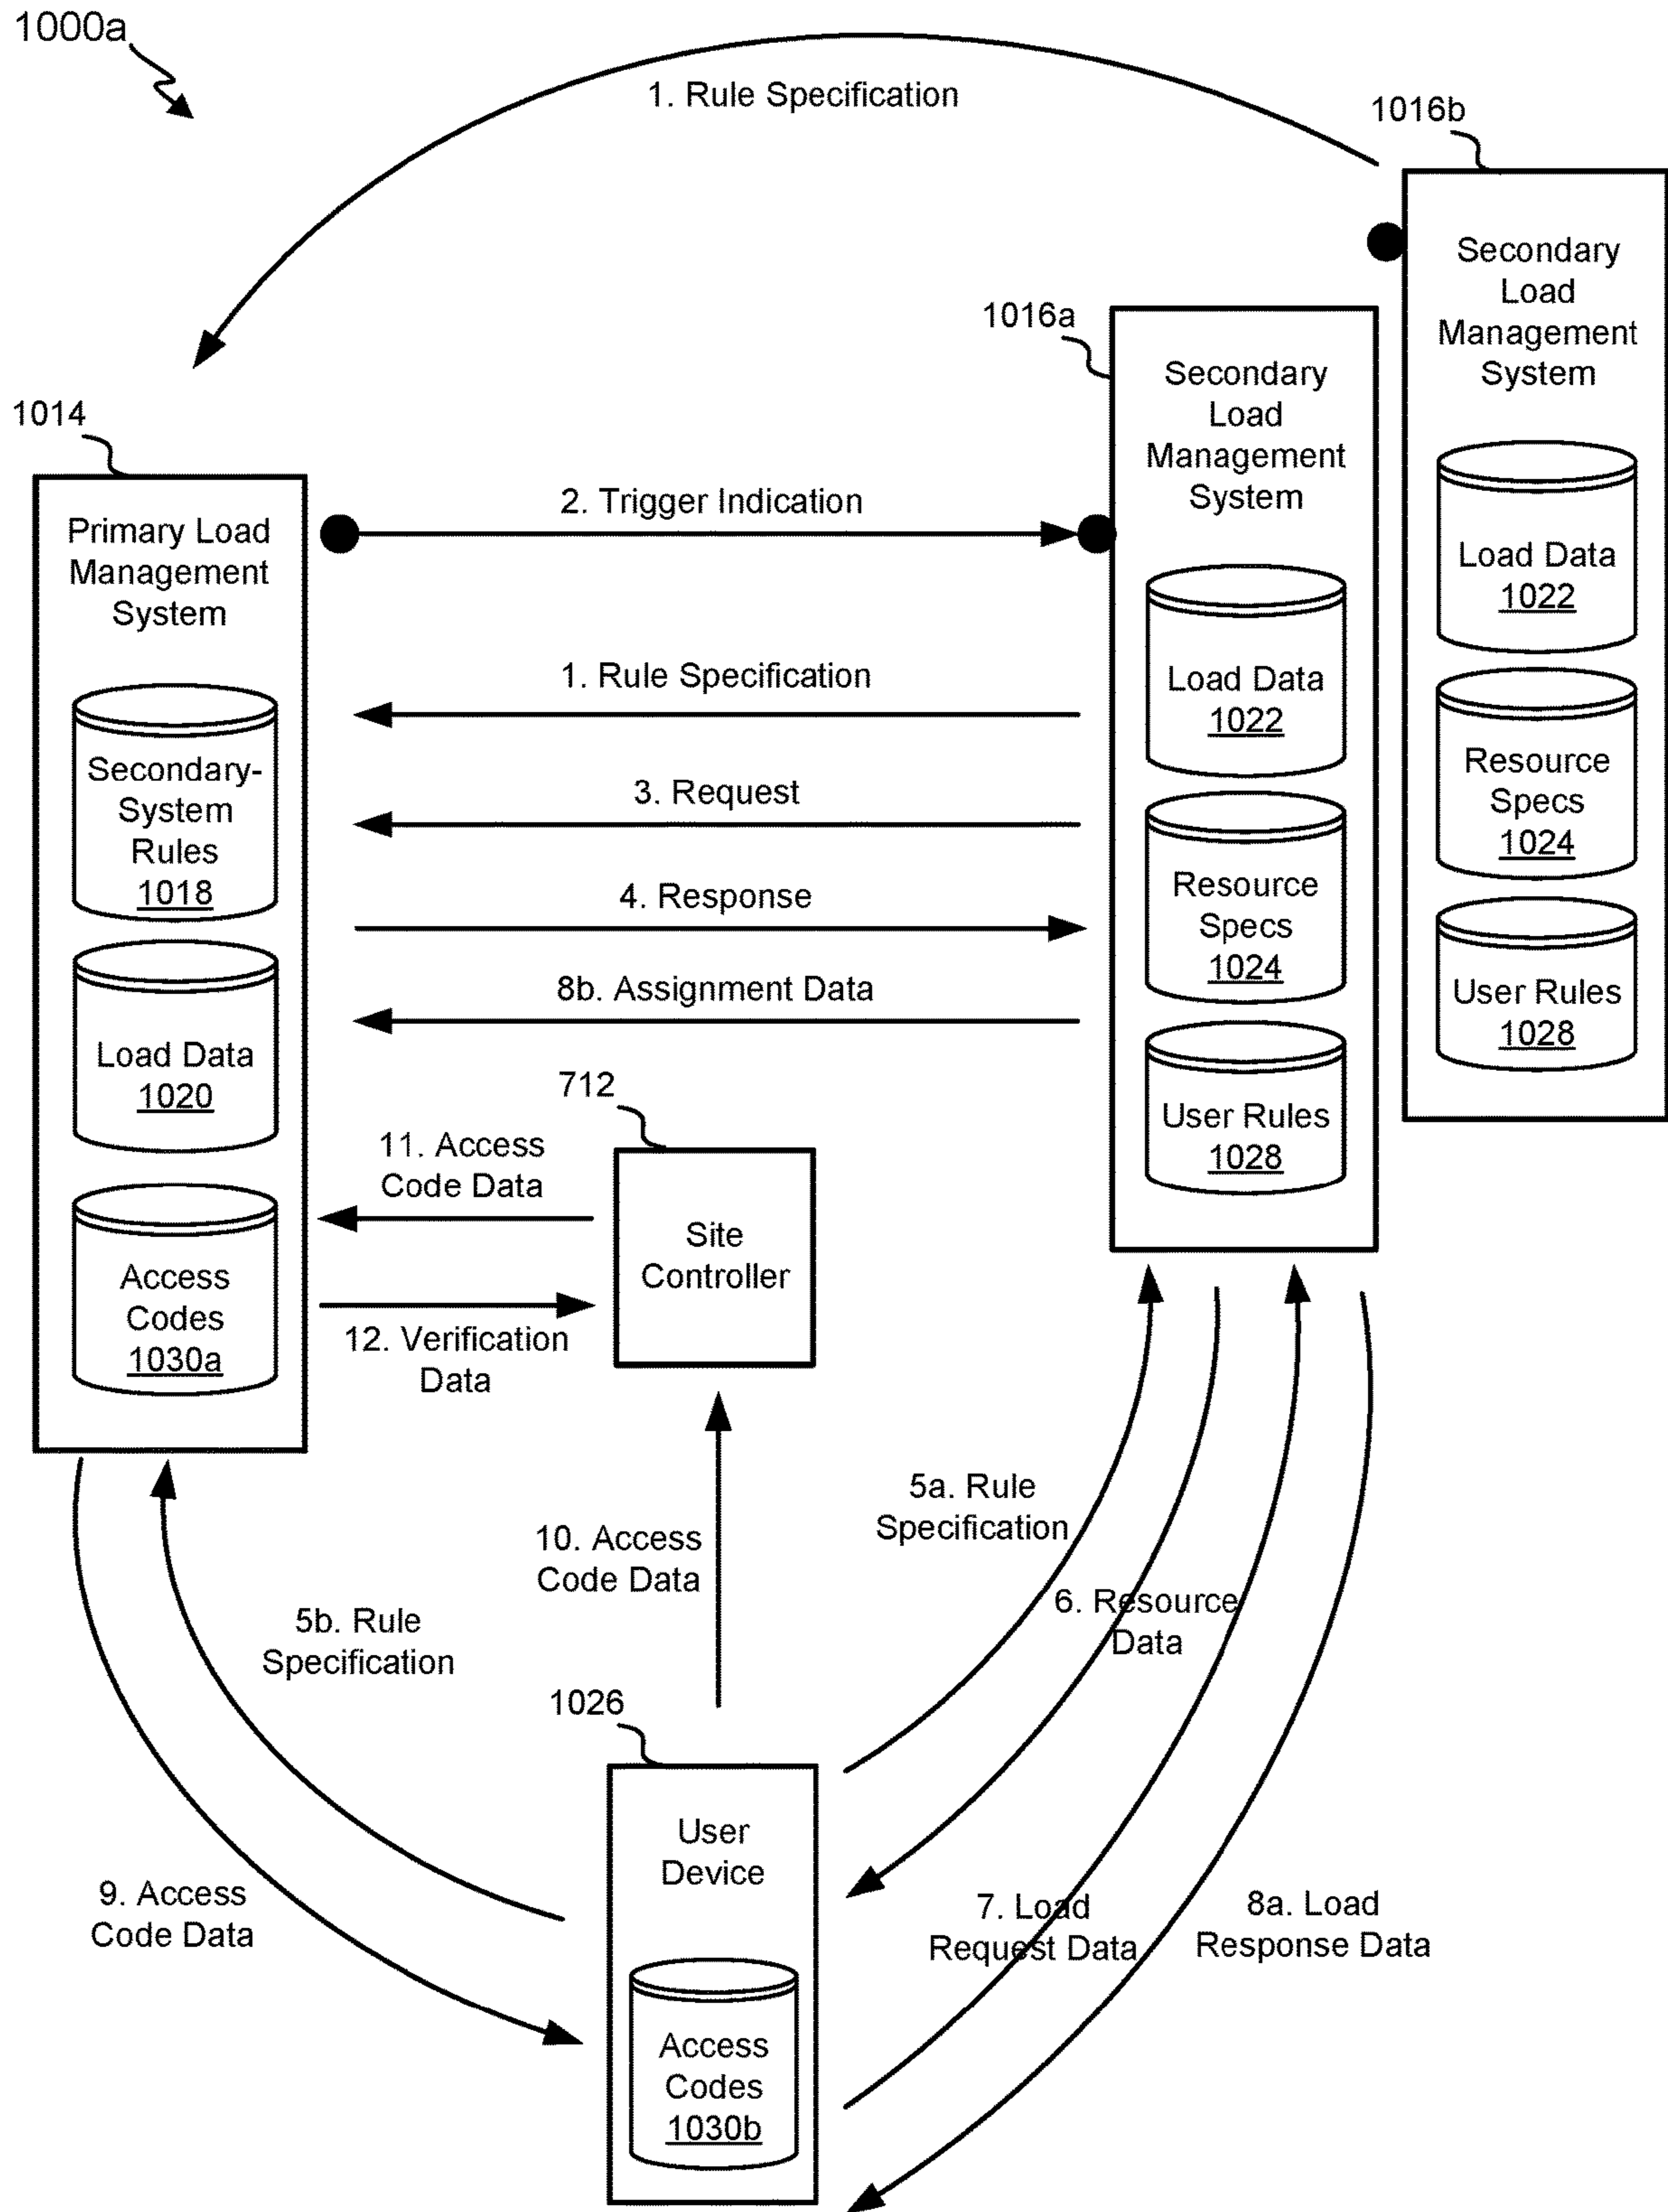 1000a
1. Rule Specification
1016b
Secondary
Load
Management
System
Load Data
1022
Resource
Specs
1024
User Rules
1028
1016a
Secondary
Load
Management
System
Load Data
1022
Resource
Specs
1024
User Rules
1028
1014
Primary Load
Management
System
Secondary-
System
Rules
1018
Load Data
1020
Access
Codes
1030a
2. Trigger Indication
1. Rule Specification
3. Request
4. Response
8b. Assignment Data
712
Site
Controller
11. Access
Code Data
12. Verification
Data
10. Access
Code Data
5a. Rule
Specification
6. Resource
Data
5b. Rule
Specification
1026
User
Device
Access
Codes
1030b
9. Access
Code Data
7. Load
Request Data
8a. Load
Response Data